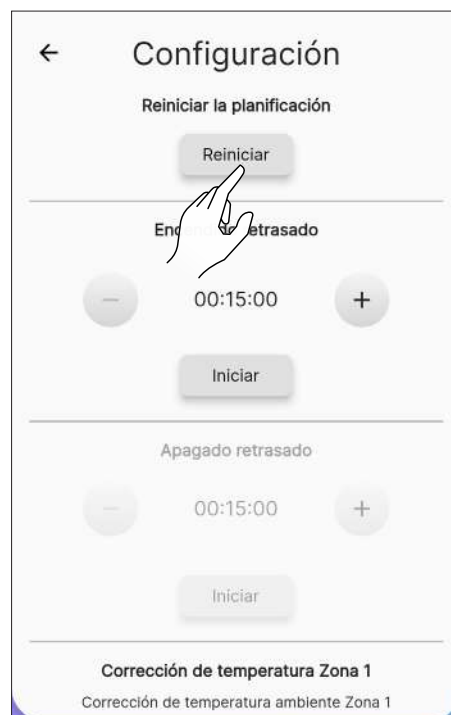 Configuración
Reiniciar la planificación
Reiniciar
retrasado
00:15:00
Iniciar
Apagado retrasado
00:15:00
Iniciar
Corrección de temperatura Zona 1
Corrección de temperatura ambiente Zona 1